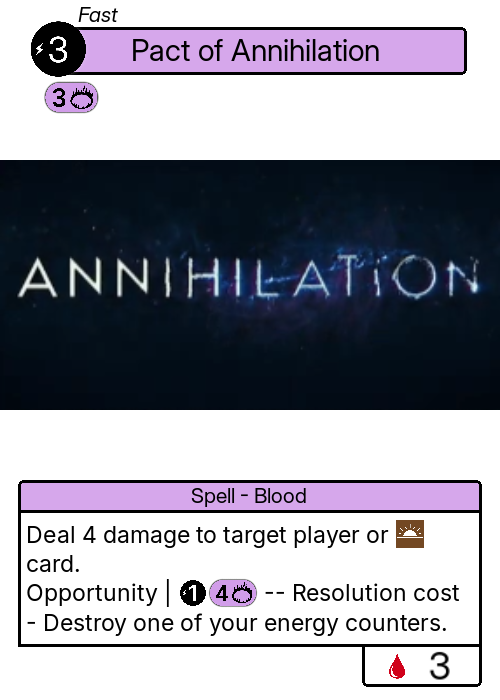 Fast
3 Pact of Annihilation
3
ANNIHILATION
Spell - Blood
Deal 4 damage to target player or
card.
Opportunity | 1 4 -- Resolution cost
- Destroy one of your energy counters.
3